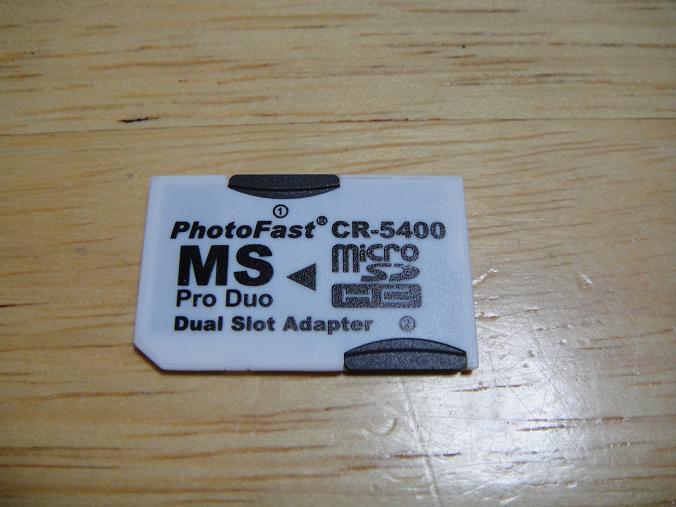 ①
PhotoFast® CR-5400
MS
Pro Duo
micro
SD
HC
Dual Slot Adapter ②